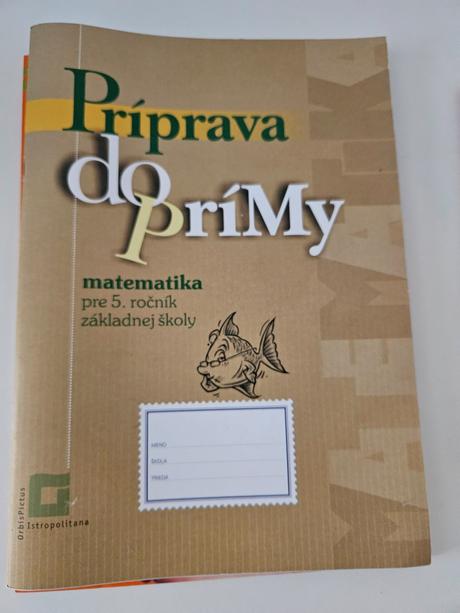 Príprava
do príMy
matematika
pre 5. ročník
základnej školy
MATEMATIKA
MENO
ŠKOLA
TRIEDA
OrbisPictus
Istropolitana